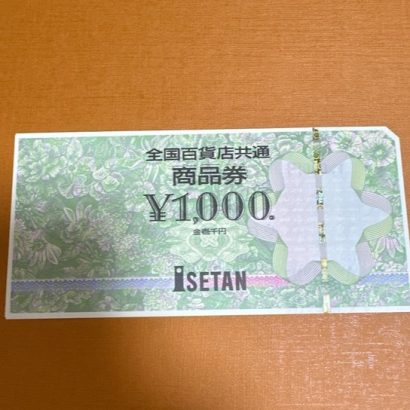 全国百貨店共通
商品券
¥1,000.
金壱千円
ISETAN